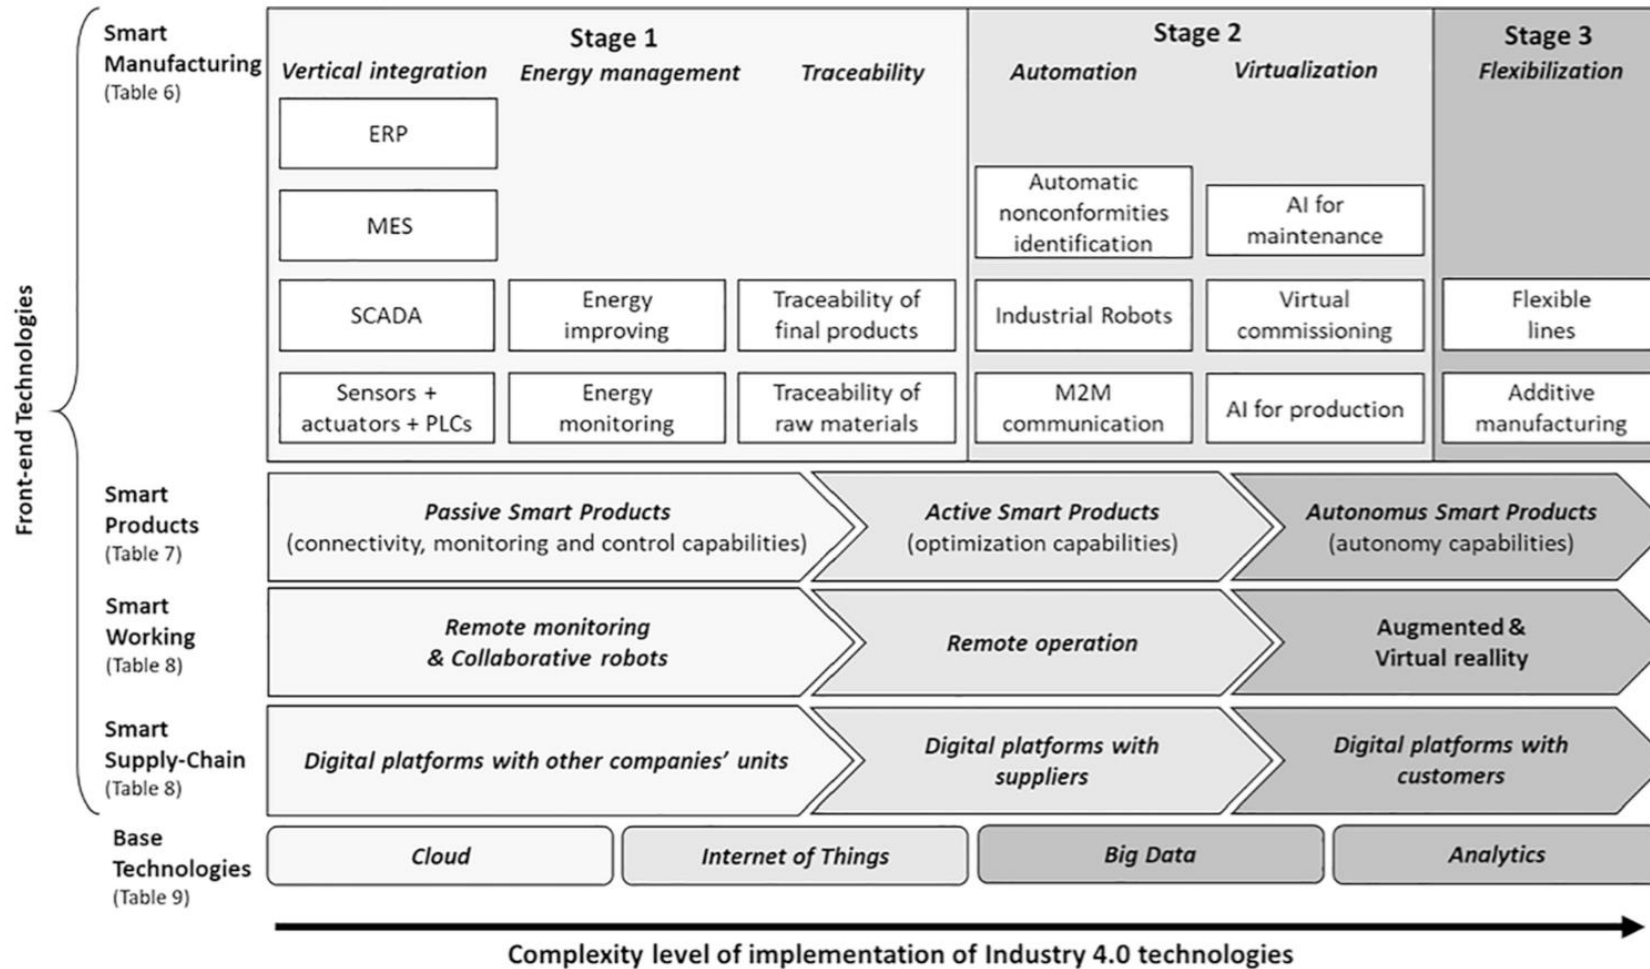 Front-end Technologies
Smart
Manufacturing
(Table 6)
Stage 1
Vertical integration
Energy management
Traceability
ERP
MES
SCADA
Energy
improving
Traceability of
final products
Sensors +
actuators + PLCs
Energy
monitoring
Traceability of
raw materials
Stage 2
Automation
Virtualization
Automatic
nonconformities
identification
AI for
maintenance
Industrial Robots
Virtual
commissioning
M2M
communication
AI for production
Stage 3
Flexibilization
Flexible
lines
Additive
manufacturing
Smart
Products
(Table 7)
Passive Smart Products
(connectivity, monitoring and control capabilities)
Active Smart Products
(optimization capabilities)
Autonomus Smart Products
(autonomy capabilities)
Smart
Working
(Table 8)
Remote monitoring
& Collaborative robots
Remote operation
Augmented &
Virtual reallity
Smart
Supply-Chain
(Table 8)
Digital platforms with other companies’ units
Digital platforms with
suppliers
Digital platforms with
customers
Base
Technologies
(Table 9)
Cloud
Internet of Things
Big Data
Analytics
Complexity level of implementation of Industry 4.0 technologies